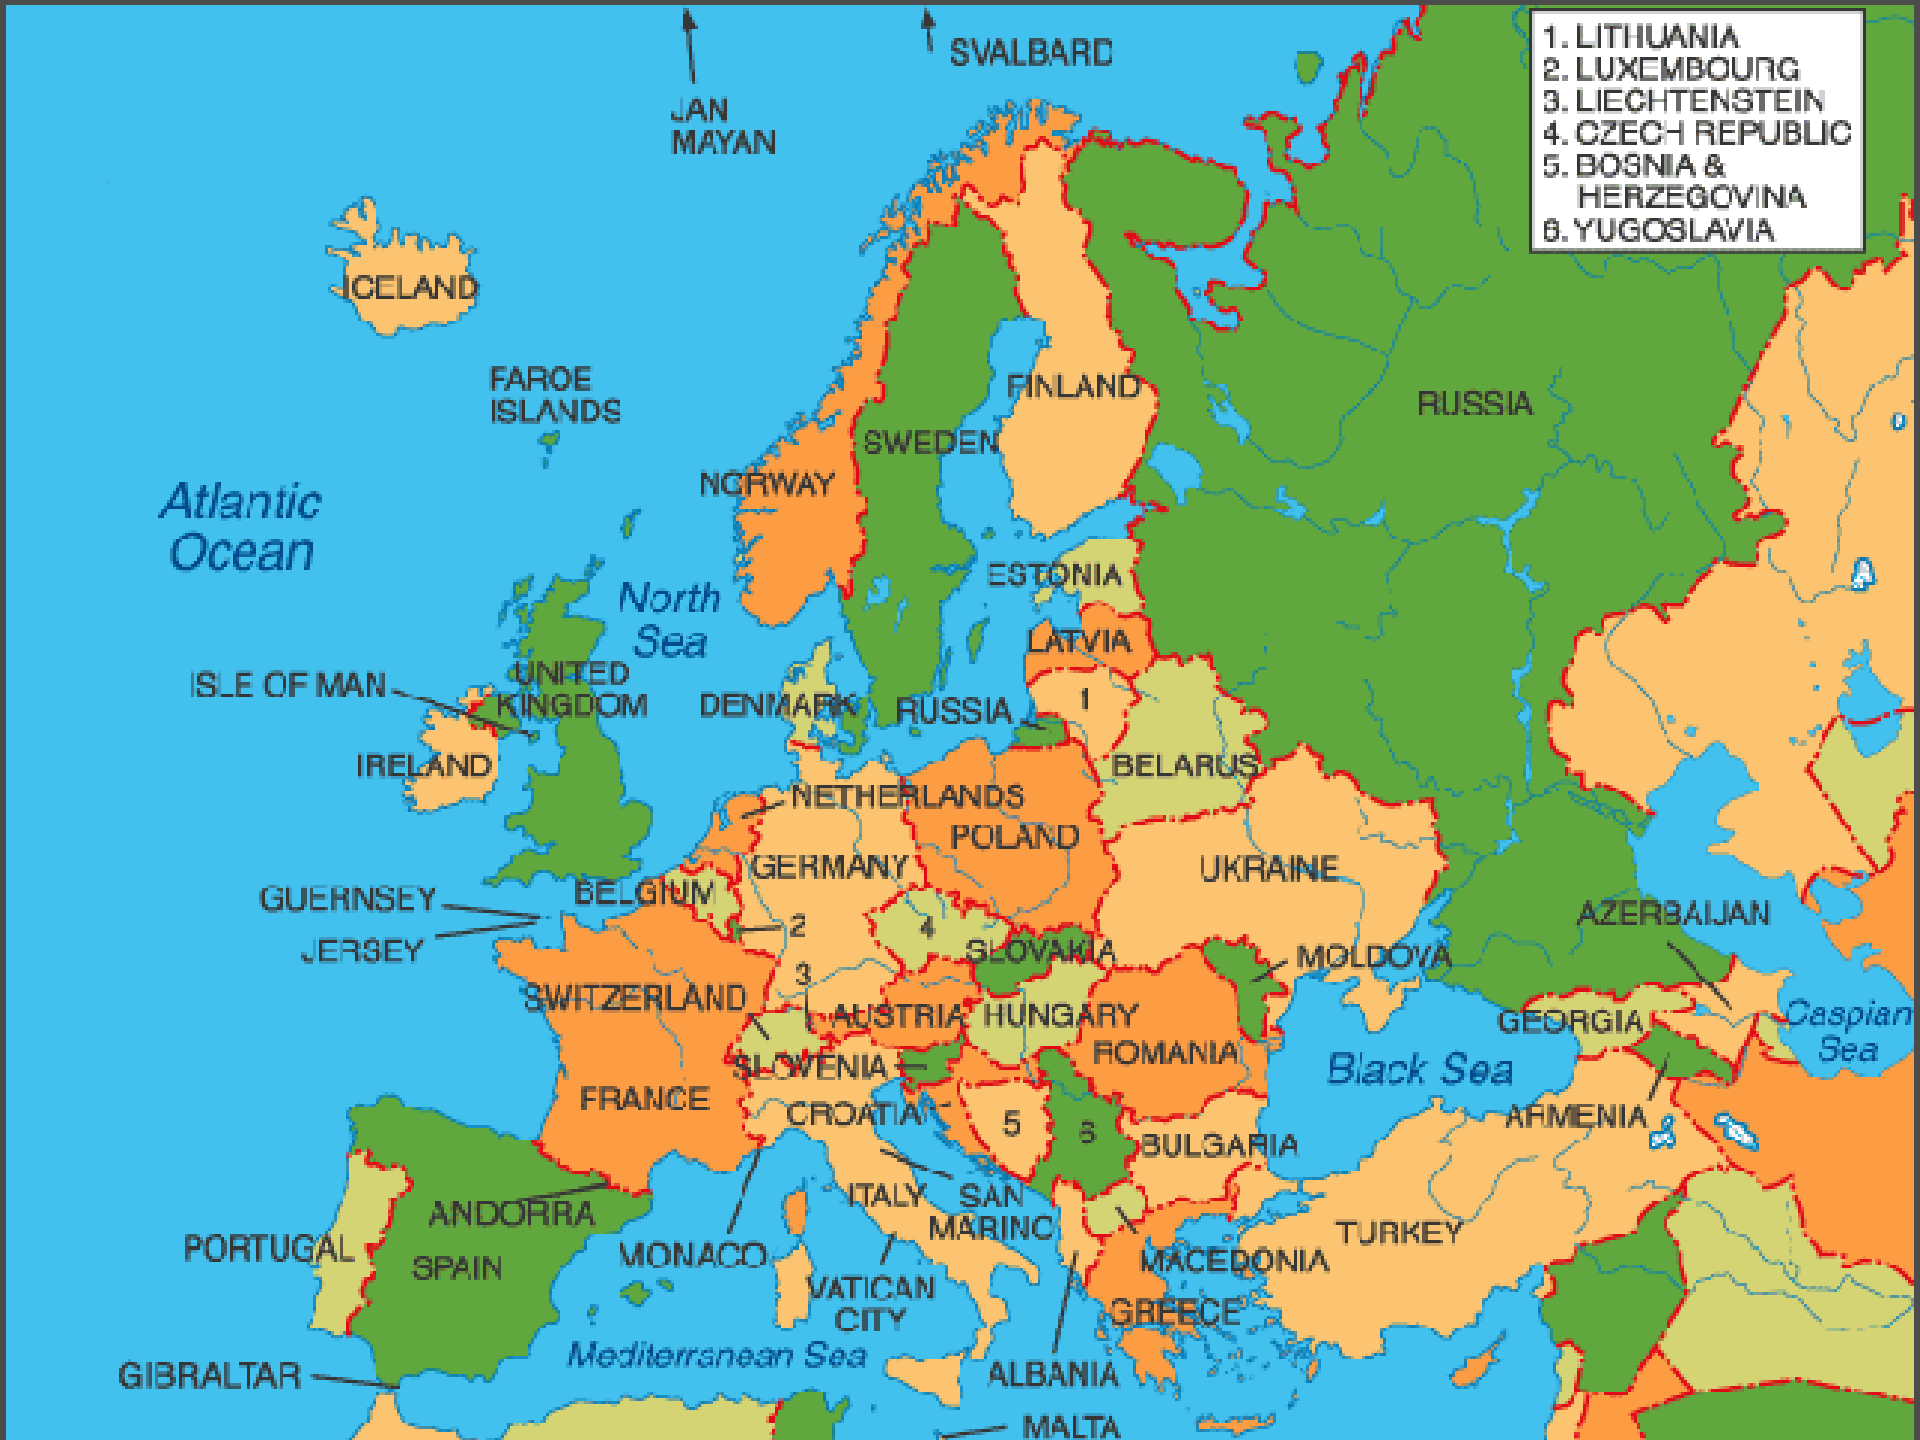 SVALBARD
JAN
MAYAN
1. LITHUANIA
2. LUXEMBOURG
3. LIECHTENSTEIN
4. CZECH REPUBLIC
5. BOSNIA &
HERZEGOVINA
6. YUGOSLAVIA
ICELAND
FAROE
ISLANDS
FINLAND
RUSSIA
SWEDEN
NORWAY
Atlantic
Ocean
ESTONIA
North
Sea
LATVIA
ISLE OF MAN
UNITED
KINGDOM
DENMARK
RUSSIA
1
IRELAND
BELARUS
NETHERLANDS
POLAND
GERMANY
UKRAINE
GUERNSEY
BELGIUM
AZERBAIJAN
2
4
JERSEY
SLOVAKIA
MOLDOVA
3
SWITZERLAND
AUSTRIA
HUNGARY
GEORGIA
Caspian
Sea
ROMANIA
SLOVENIA
Black Sea
FRANCE
CROATIA
5
6
ARMENIA
BULGARIA
ITALY
SAN
MARINO
ANDORRA
PORTUGAL
SPAIN
MONACO
TURKEY
MACEDONIA
VATICAN
CITY
GREECE
Mediterranean Sea
GIBRALTAR
ALBANIA
MALTA